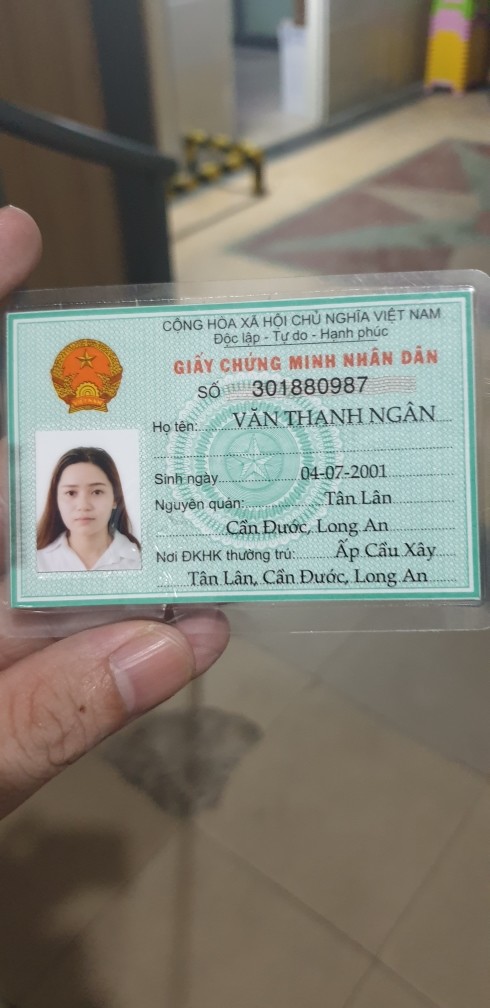 CỘNG HÒA XÃ HỘI CHỦ NGHĨA VIỆT NAM
Độc lập - Tự do - Hạnh phúc
GIẤY CHỨNG MINH NHÂN DÂN
SỐ 301880987
Họ tên: VĂN THANH NGÂN
Sinh ngày 04-07-2001
Nguyên quán: Tân Lân
Cần Đước, Long An
Nơi ĐKHK thường trú: Ấp Cầu Xây
Tân Lân, Cần Đước, Long An
VIỆT NAM